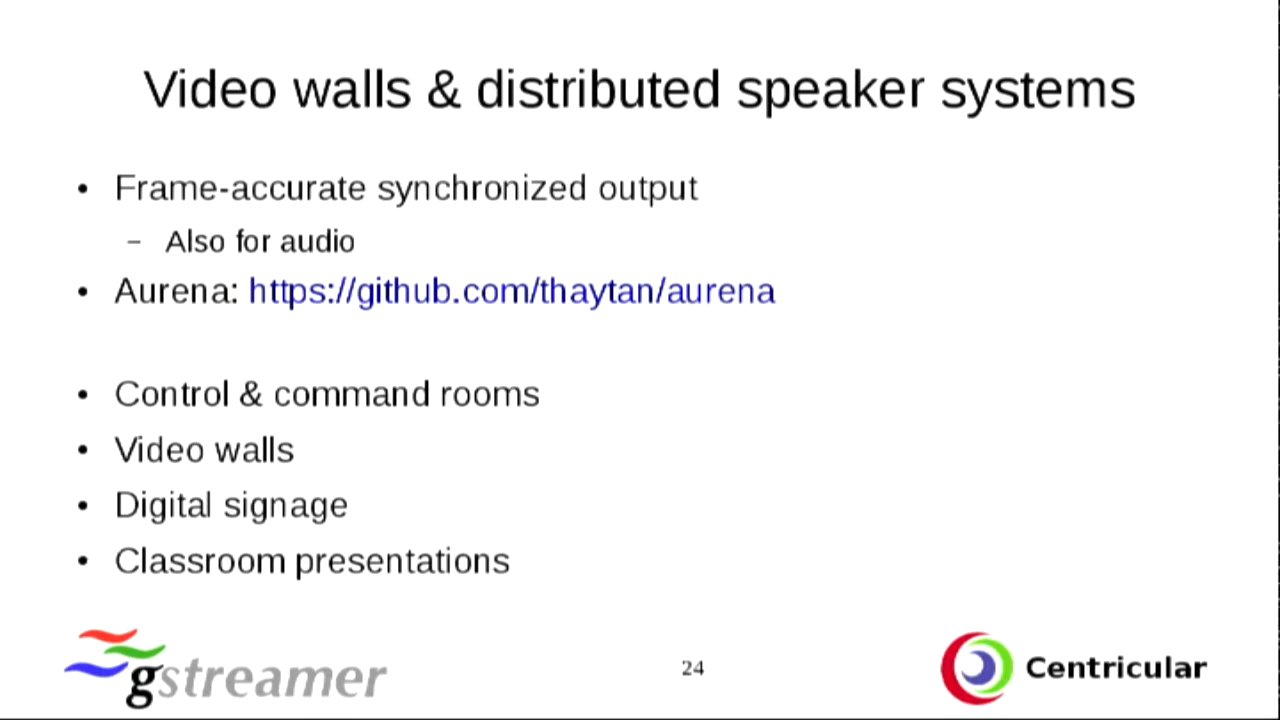 Video walls & distributed speaker systems
• Frame-accurate synchronized output
– Also for audio
• Aurena: https://github.com/thaytan/aurena
• Control & command rooms
• Video walls
• Digital signage
• Classroom presentations
gstreamer
24
Centricular